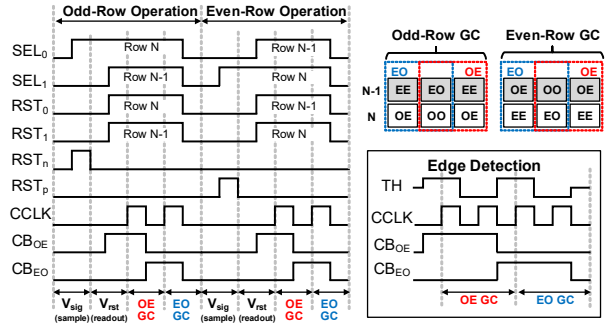 Odd-Row Operation Even-Row Operation
SEL0 Row N Row N-1
SEL1 Row N-1 Row N
RST0 Row N Row N-1
RST1 Row N-1 Row N
RSTn
RSTp
CCLK
CBOE
CBEO
Vsig Vrst OE EO Vsig Vrst OE EO
(sample) (readout) GC GC (sample) (readout) GC GC
Odd-Row GC Even-Row GC
EO OE EO OE
N-1 EE EO EE OE OO OE
N OE OO OE EE EO EE
Edge Detection
TH
CCLK
CBOE
CBEO
OE GC EO GC